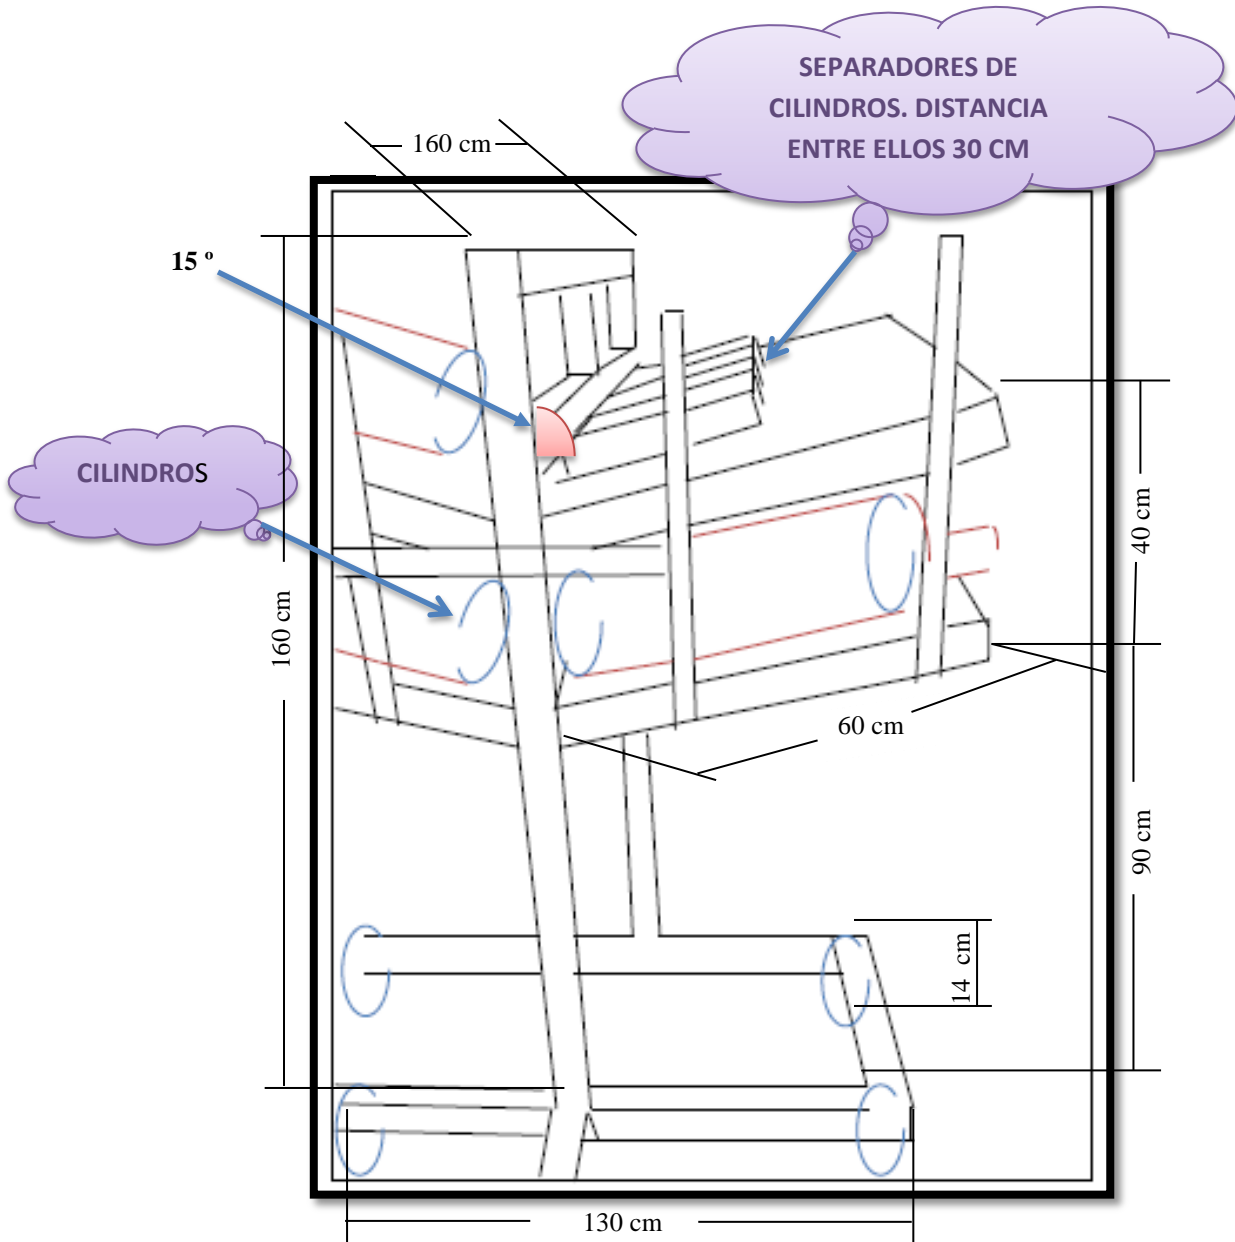 SEPARADORES DE
CILINDROS. DISTANCIA
ENTRE ELLOS 30 CM
160 cm
15 º
CILINDROS
160 cm
40 cm
60 cm
90 cm
14 cm
130 cm